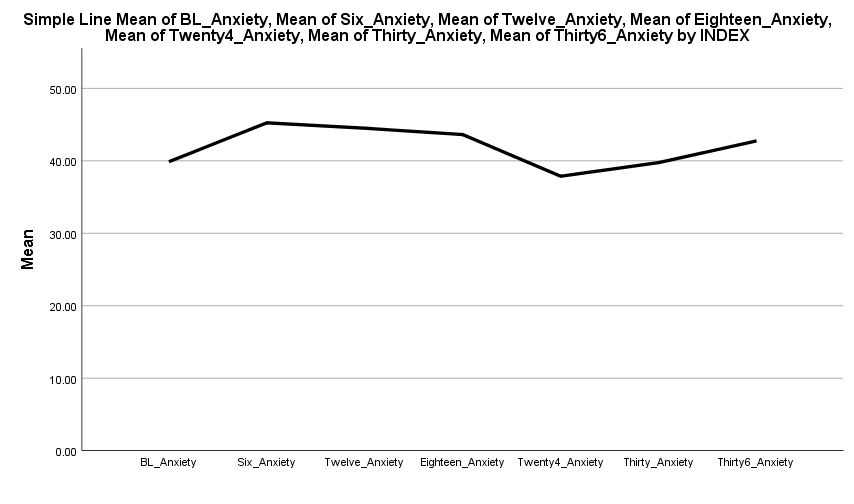 Simple Line Mean of BL_Anxiety, Mean of Six_Anxiety, Mean of Twelve_Anxiety, Mean of Eighteen_Anxiety,
Mean of Twenty4_Anxiety, Mean of Thirty_Anxiety, Mean of Thirty6_Anxiety by INDEX
Mean
50.00
40.00
30.00
20.00
10.00
0.00
BL_Anxiety Six_Anxiety Twelve_Anxiety Eighteen_Anxiety Twenty4_Anxiety Thirty_Anxiety Thirty6_Anxiety